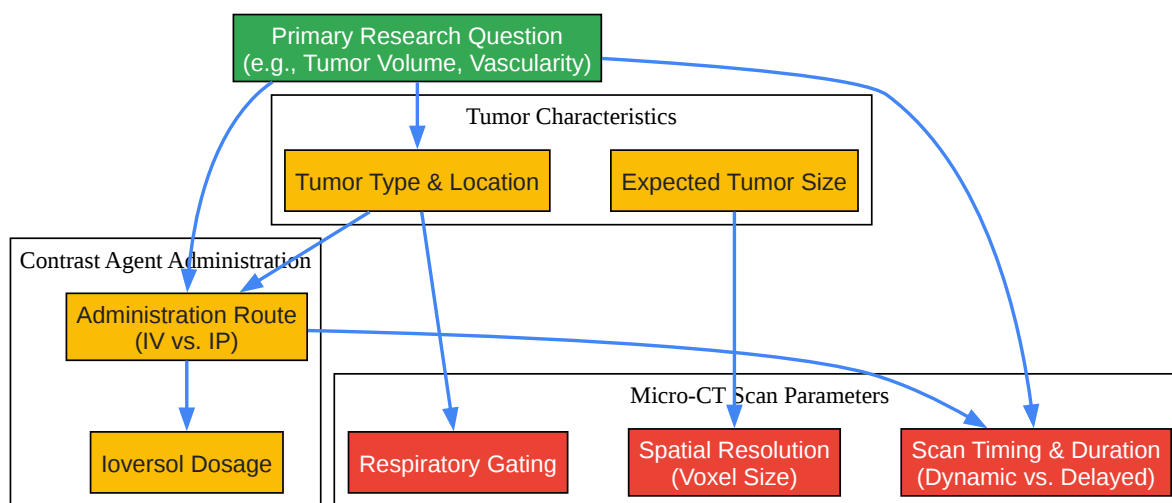 Primary Research Question
(e.g., Tumor Volume, Vascularity)
Tumor Characteristics
Tumor Type & Location
Expected Tumor Size
Contrast Agent Administration
Administration Route
(IV vs. IP)
Ioversol Dosage
Micro-CT Scan Parameters
Respiratory Gating
Spatial Resolution
(Voxel Size)
Scan Timing & Duration
(Dynamic vs. Delayed)